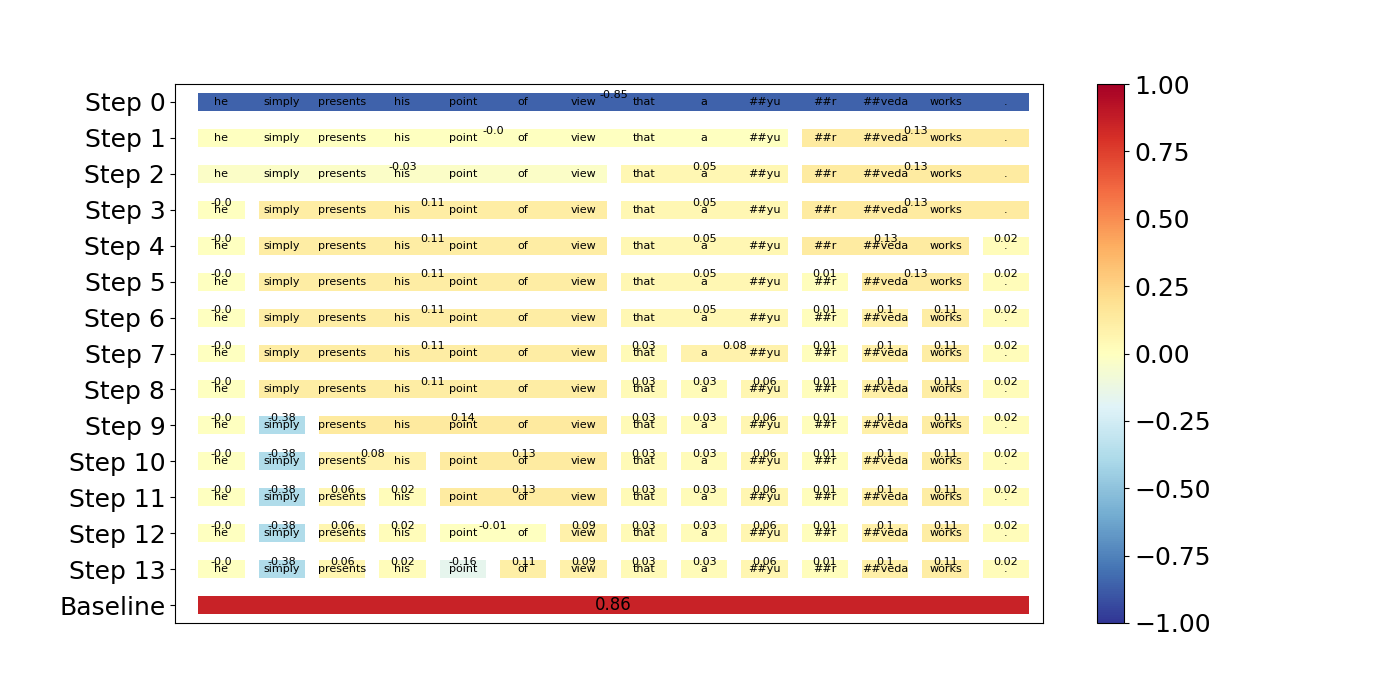 -0.85
Step 0 he simply presents his point of view that a ##yu ##r ##veda works .
-0.0 0.13
Step 1 he simply presents his point of view that a ##yu ##r ##veda works .
-0.03 0.05 0.13
Step 2 he simply presents his point of view that a ##yu ##r ##veda works .
-0.0 0.11 0.05 0.13
Step 3 he simply presents his point of view that a ##yu ##r ##veda works .
-0.0 0.11 0.05 0.13 0.02
Step 4 he simply presents his point of view that a ##yu ##r ##veda works .
-0.0 0.11 0.05 0.01 0.13 0.02
Step 5 he simply presents his point of view that a ##yu ##r ##veda works .
-0.0 0.11 0.05 0.01 0.1 0.11 0.02
Step 6 he simply presents his point of view that a ##yu ##r ##veda works .
-0.0 0.11 0.03 0.08 0.01 0.1 0.11 0.02
Step 7 he simply presents his point of view that a ##yu ##r ##veda works .
-0.0 0.11 0.03 0.03 0.06 0.01 0.1 0.11 0.02
Step 8 he simply presents his point of view that a ##yu ##r ##veda works .
-0.0 -0.38 0.14 0.03 0.03 0.06 0.01 0.1 0.11 0.02
Step 9 he simply presents his point of view that a ##yu ##r ##veda works .
-0.0 -0.38 0.08 0.13 0.03 0.03 0.06 0.01 0.1 0.11 0.02
Step 10 he simply presents his point of view that a ##yu ##r ##veda works .
-0.0 -0.38 0.06 0.02 0.13 0.03 0.03 0.06 0.01 0.1 0.11 0.02
Step 11 he simply presents his point of view that a ##yu ##r ##veda works .
-0.0 -0.38 0.06 0.02 -0.01 0.09 0.03 0.03 0.06 0.01 0.1 0.11 0.02
Step 12 he simply presents his point of view that a ##yu ##r ##veda works .
-0.0 -0.38 0.06 0.02 -0.16 0.11 0.09 0.03 0.03 0.06 0.01 0.1 0.11 0.02
Step 13 he simply presents his point of view that a ##yu ##r ##veda works .
Baseline 0.86
1.00
0.75
0.50
0.25
0.00
−0.25
−0.50
−0.75
−1.00